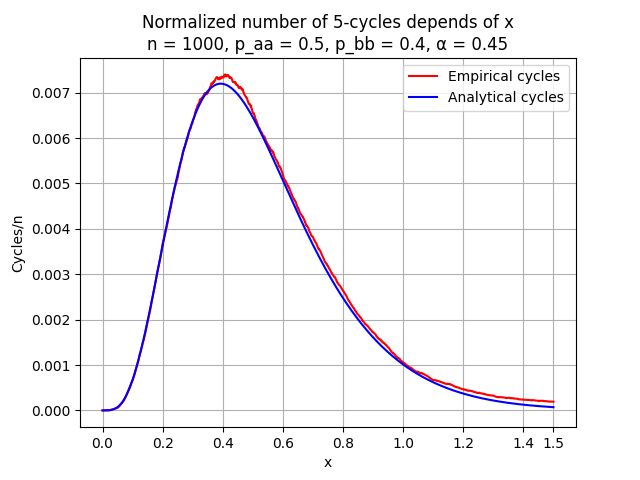 Normalized number of 5-cycles depends of x
n = 1000, p_aa = 0.5, p_bb = 0.4, α = 0.45
Empirical cycles
Analytical cycles
Cycles/n
0.007
0.006
0.005
0.004
0.003
0.002
0.001
0.000
0.0 0.2 0.4 0.6 0.8 1.0 1.2 1.4 1.5
x